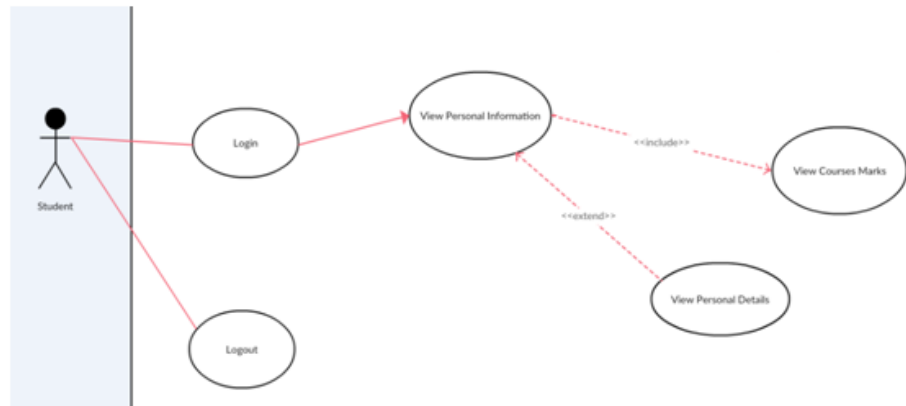 View Personal Information
Login
<<include>>
View Courses Marks
Student
<<extend>>
View Personal Details
Logout